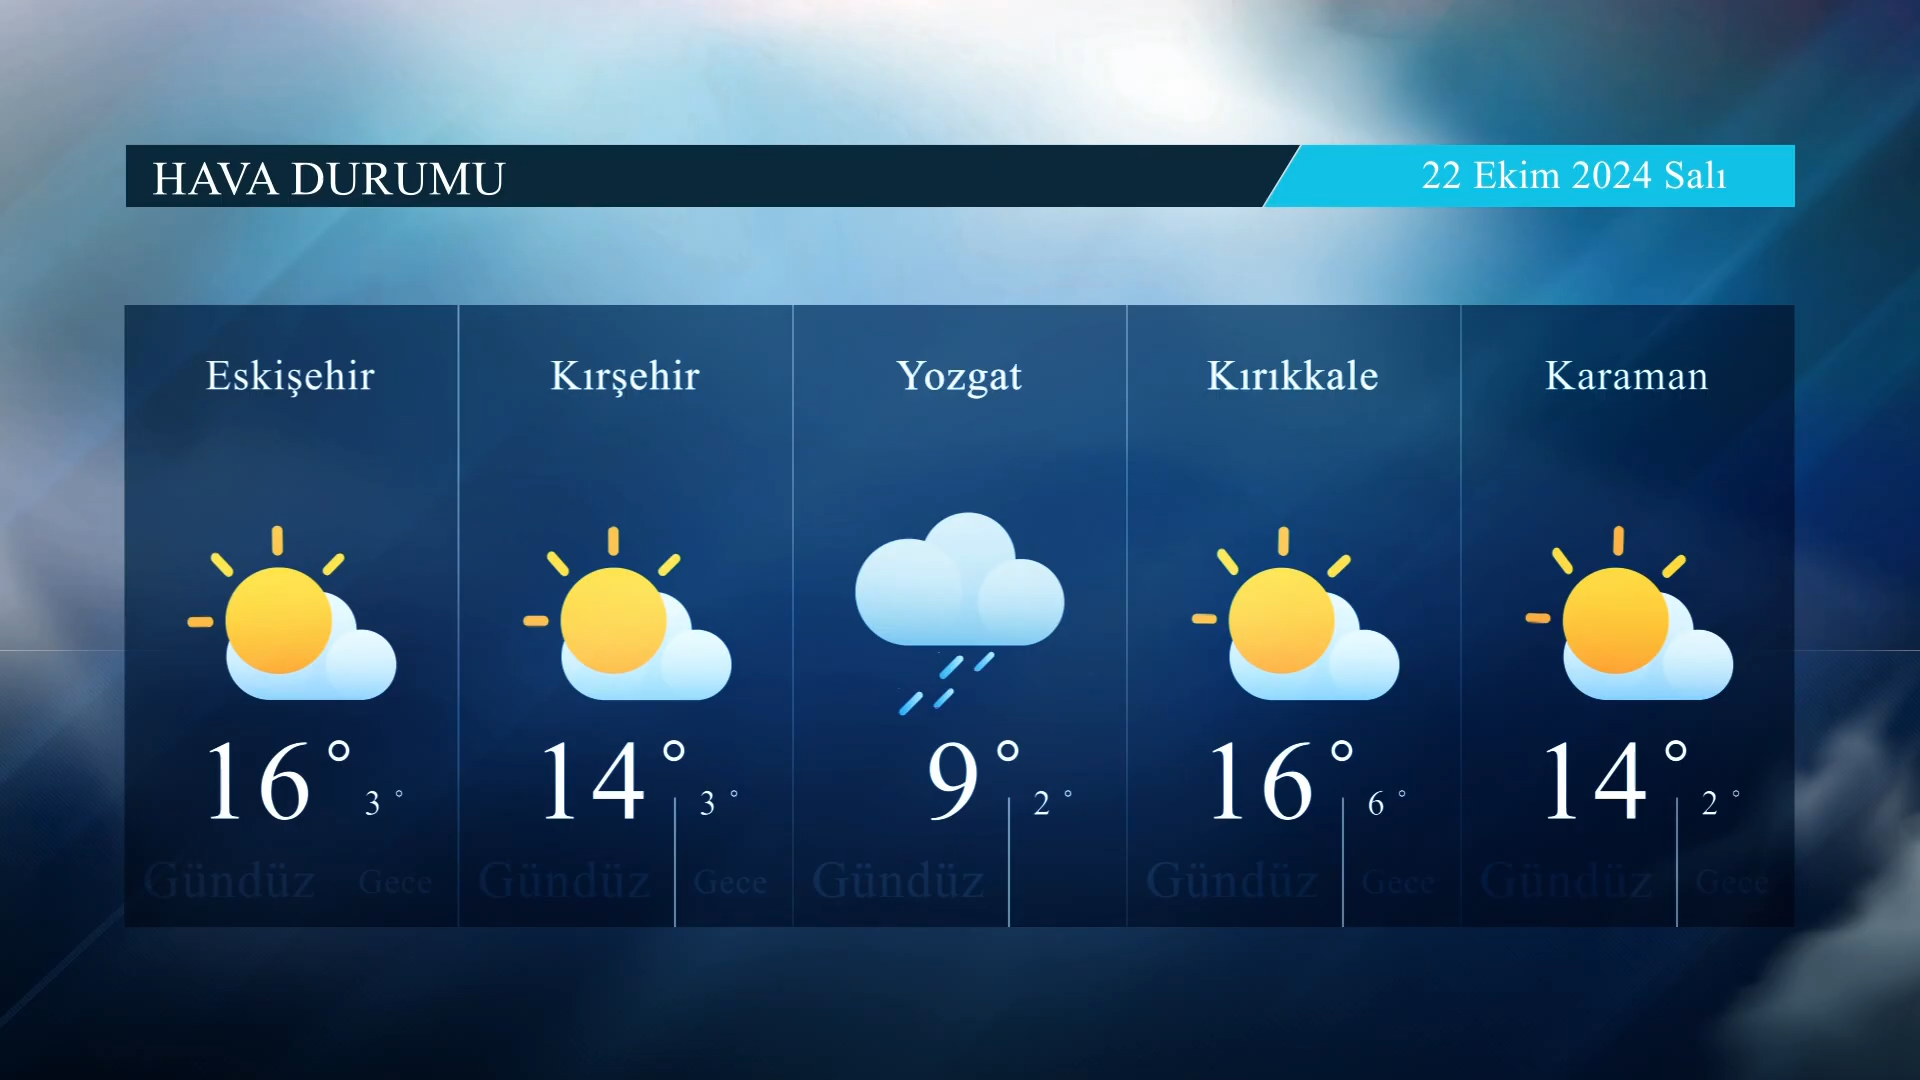 HAVA DURUMU
22 Ekim 2024 Salı
Eskişehir
16° 3°
Gündüz Gece
Kırşehir
14° 3°
Gündüz Gece
Yozgat
9° 2°
Gündüz
Kırıkkale
16° 6°
Gündüz Gece
Karaman
14° 2°
Gündüz Gece